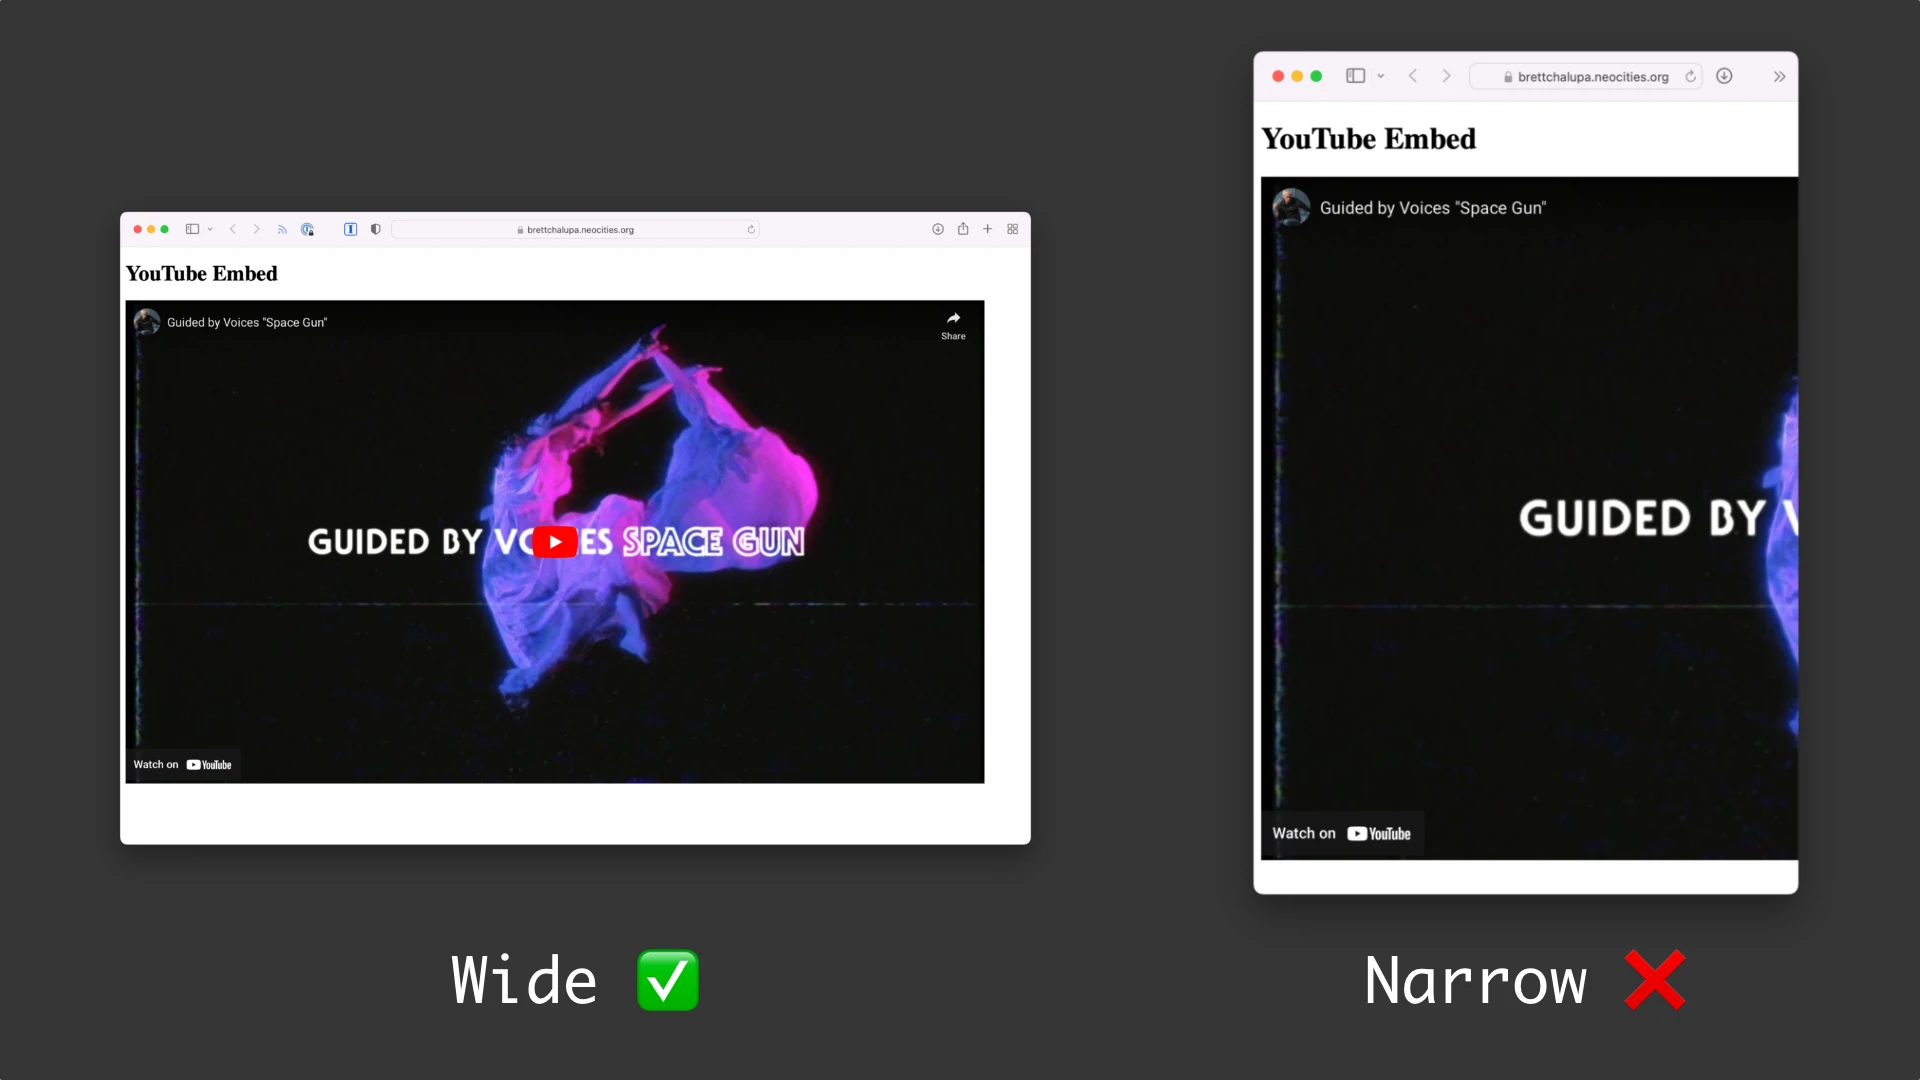 brettchalupa.neocities.org
YouTube Embed
Guided by Voices "Space Gun"
Share
GUIDED BY VO ES SPACE GUN
Watch on YouTube
Wide
brettchalupa.neocities.org
YouTube Embed
Guided by Voices "Space Gun"
GUIDED BY
Watch on YouTube
Narrow